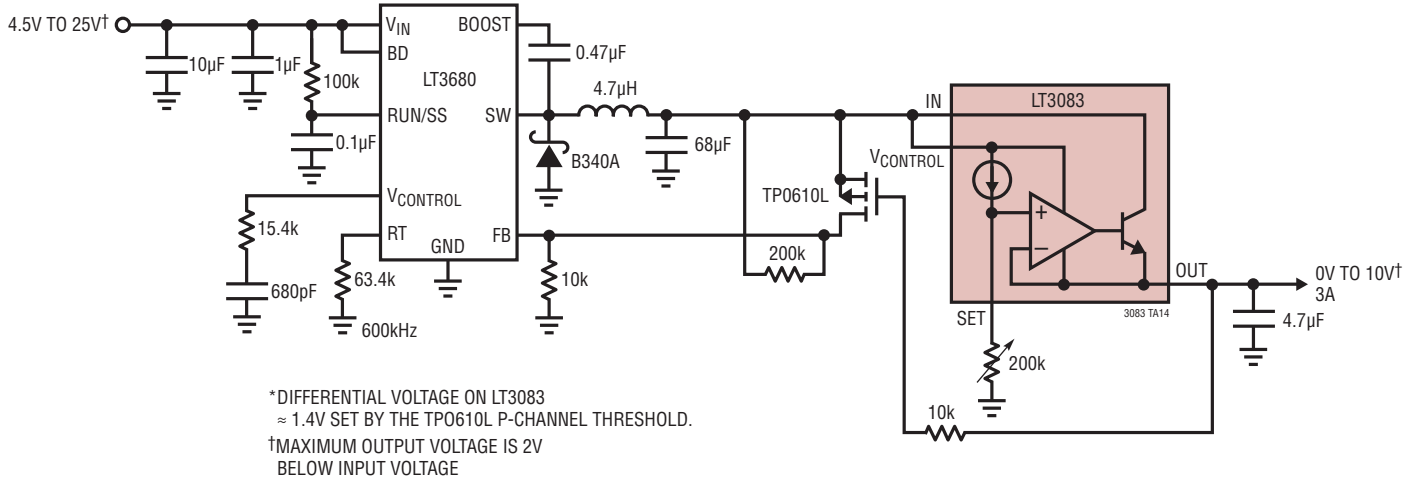 4.5V TO 25V†
10µF
1µF
100k
0.1µF
15.4k
680pF
63.4k
600kHz
VIN
BD
RUN/SS
VCONTROL
RT
GND
BOOST
LT3680
SW
FB
0.47µF
4.7µH
B340A
68µF
10k
200k
TP0610L
IN
LT3083
VCONTROL
+
–
OUT
SET
3083 TA14
200k
10k
0V TO 10V†
3A
4.7µF
*DIFFERENTIAL VOLTAGE ON LT3083
≈ 1.4V SET BY THE TP0610L P-CHANNEL THRESHOLD.
†MAXIMUM OUTPUT VOLTAGE IS 2V
BELOW INPUT VOLTAGE